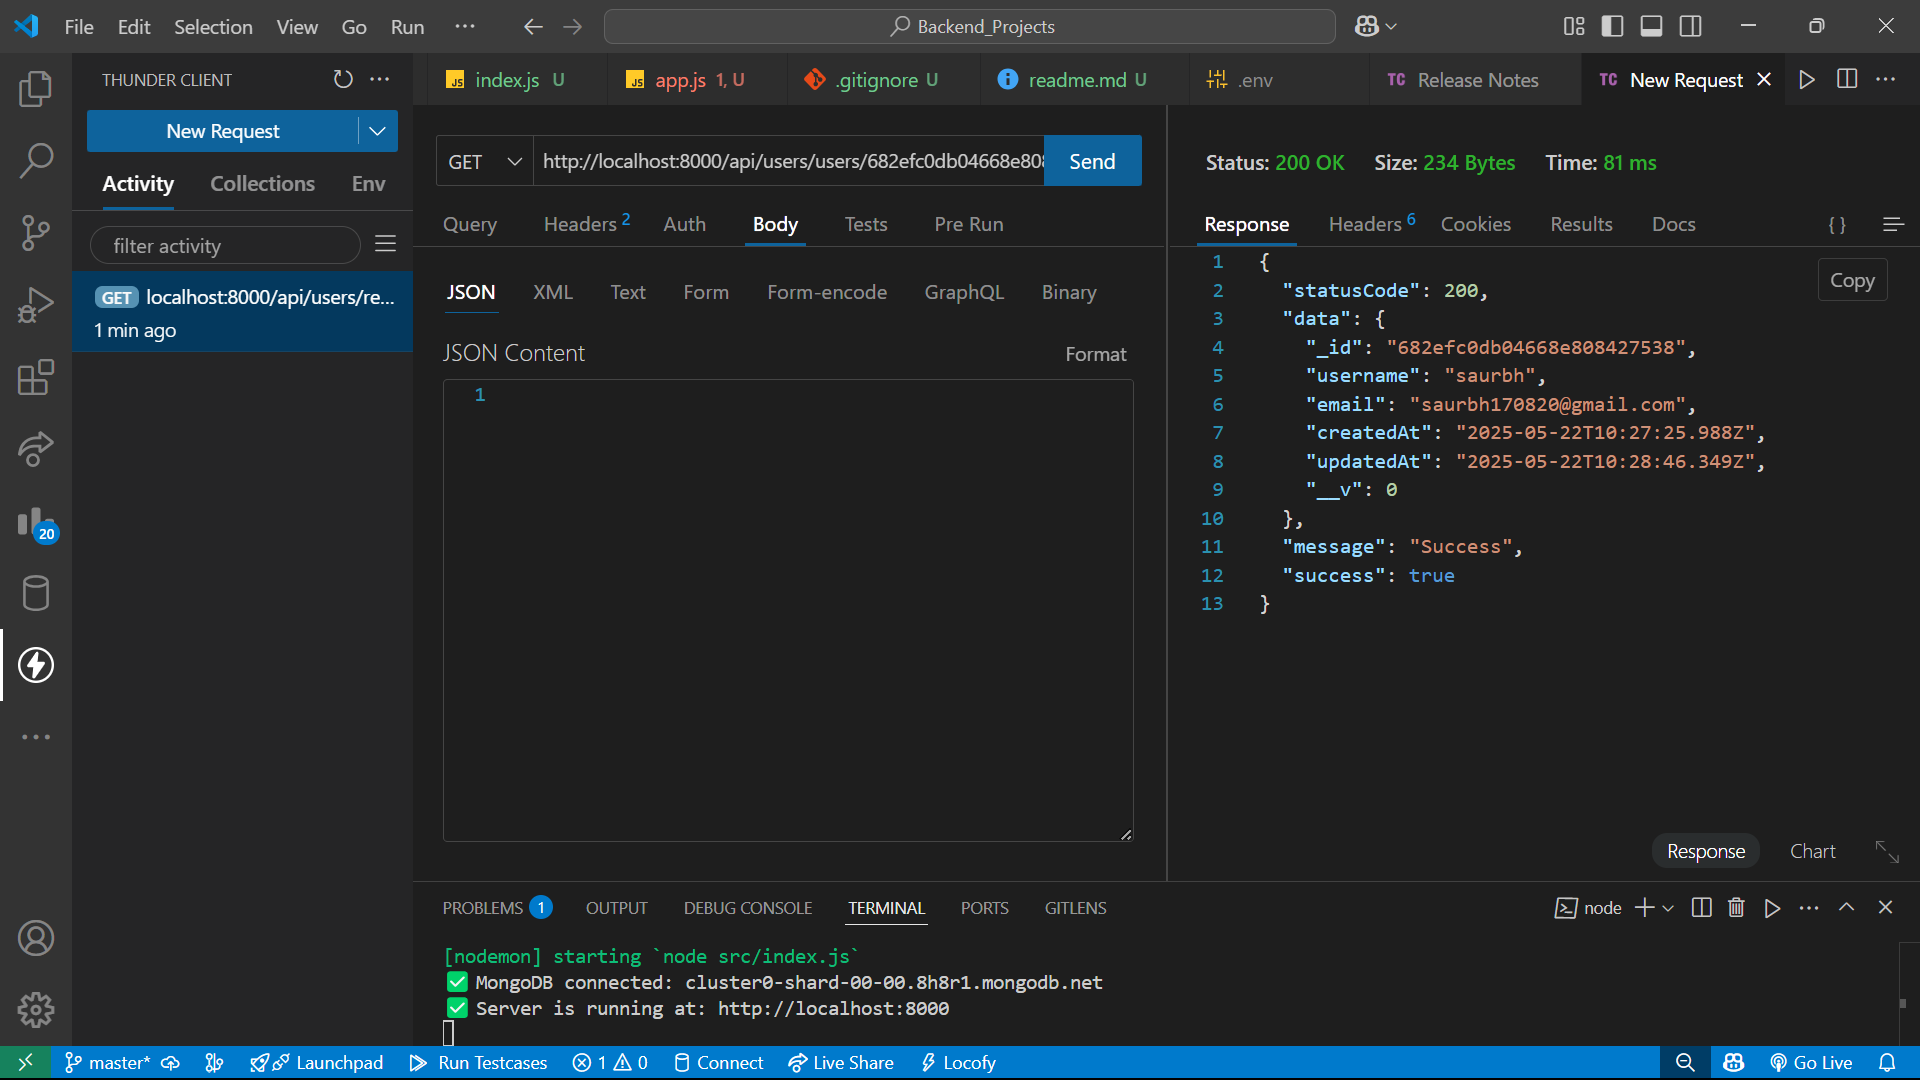 File Edit Selection View Go Run ··· Backend_Projects
THUNDER CLIENT
New Request
Activity Collections Env
filter activity
GET localhost:8000/api/users/re...
1 min ago
20
index.js U app.js 1, U .gitignore U readme.md U .env TC Release Notes TC New Request
GET http://localhost:8000/api/users/users/682efc0db04668e808 Send
Query Headers 2 Auth Body Tests Pre Run
JSON XML Text Form Form-encode GraphQL Binary
JSON Content Format
1
Status: 200 OK Size: 234 Bytes Time: 81 ms
Response Headers 6 Cookies Results Docs { }
Copy
1 {
2 "statusCode": 200,
3 "data": {
4 "_id": "682efc0db04668e808427538",
5 "username": "saurbh",
6 "email": "saurbh170820@gmail.com",
7 "createdAt": "2025-05-22T10:27:25.988Z",
8 "updatedAt": "2025-05-22T10:28:46.349Z",
9 "__v": 0
10 },
11 "message": "Success",
12 "success": true
13 }
Response Chart
PROBLEMS 1 OUTPUT DEBUG CONSOLE TERMINAL PORTS GITLENS node
[nodemon] starting `node src/index.js`
✅ MongoDB connected: cluster0-shard-00-00.8h8r1.mongodb.net
✅ Server is running at: http://localhost:8000
master* Launchpad Run Testcases 1 0 Connect Live Share Locofy Go Live